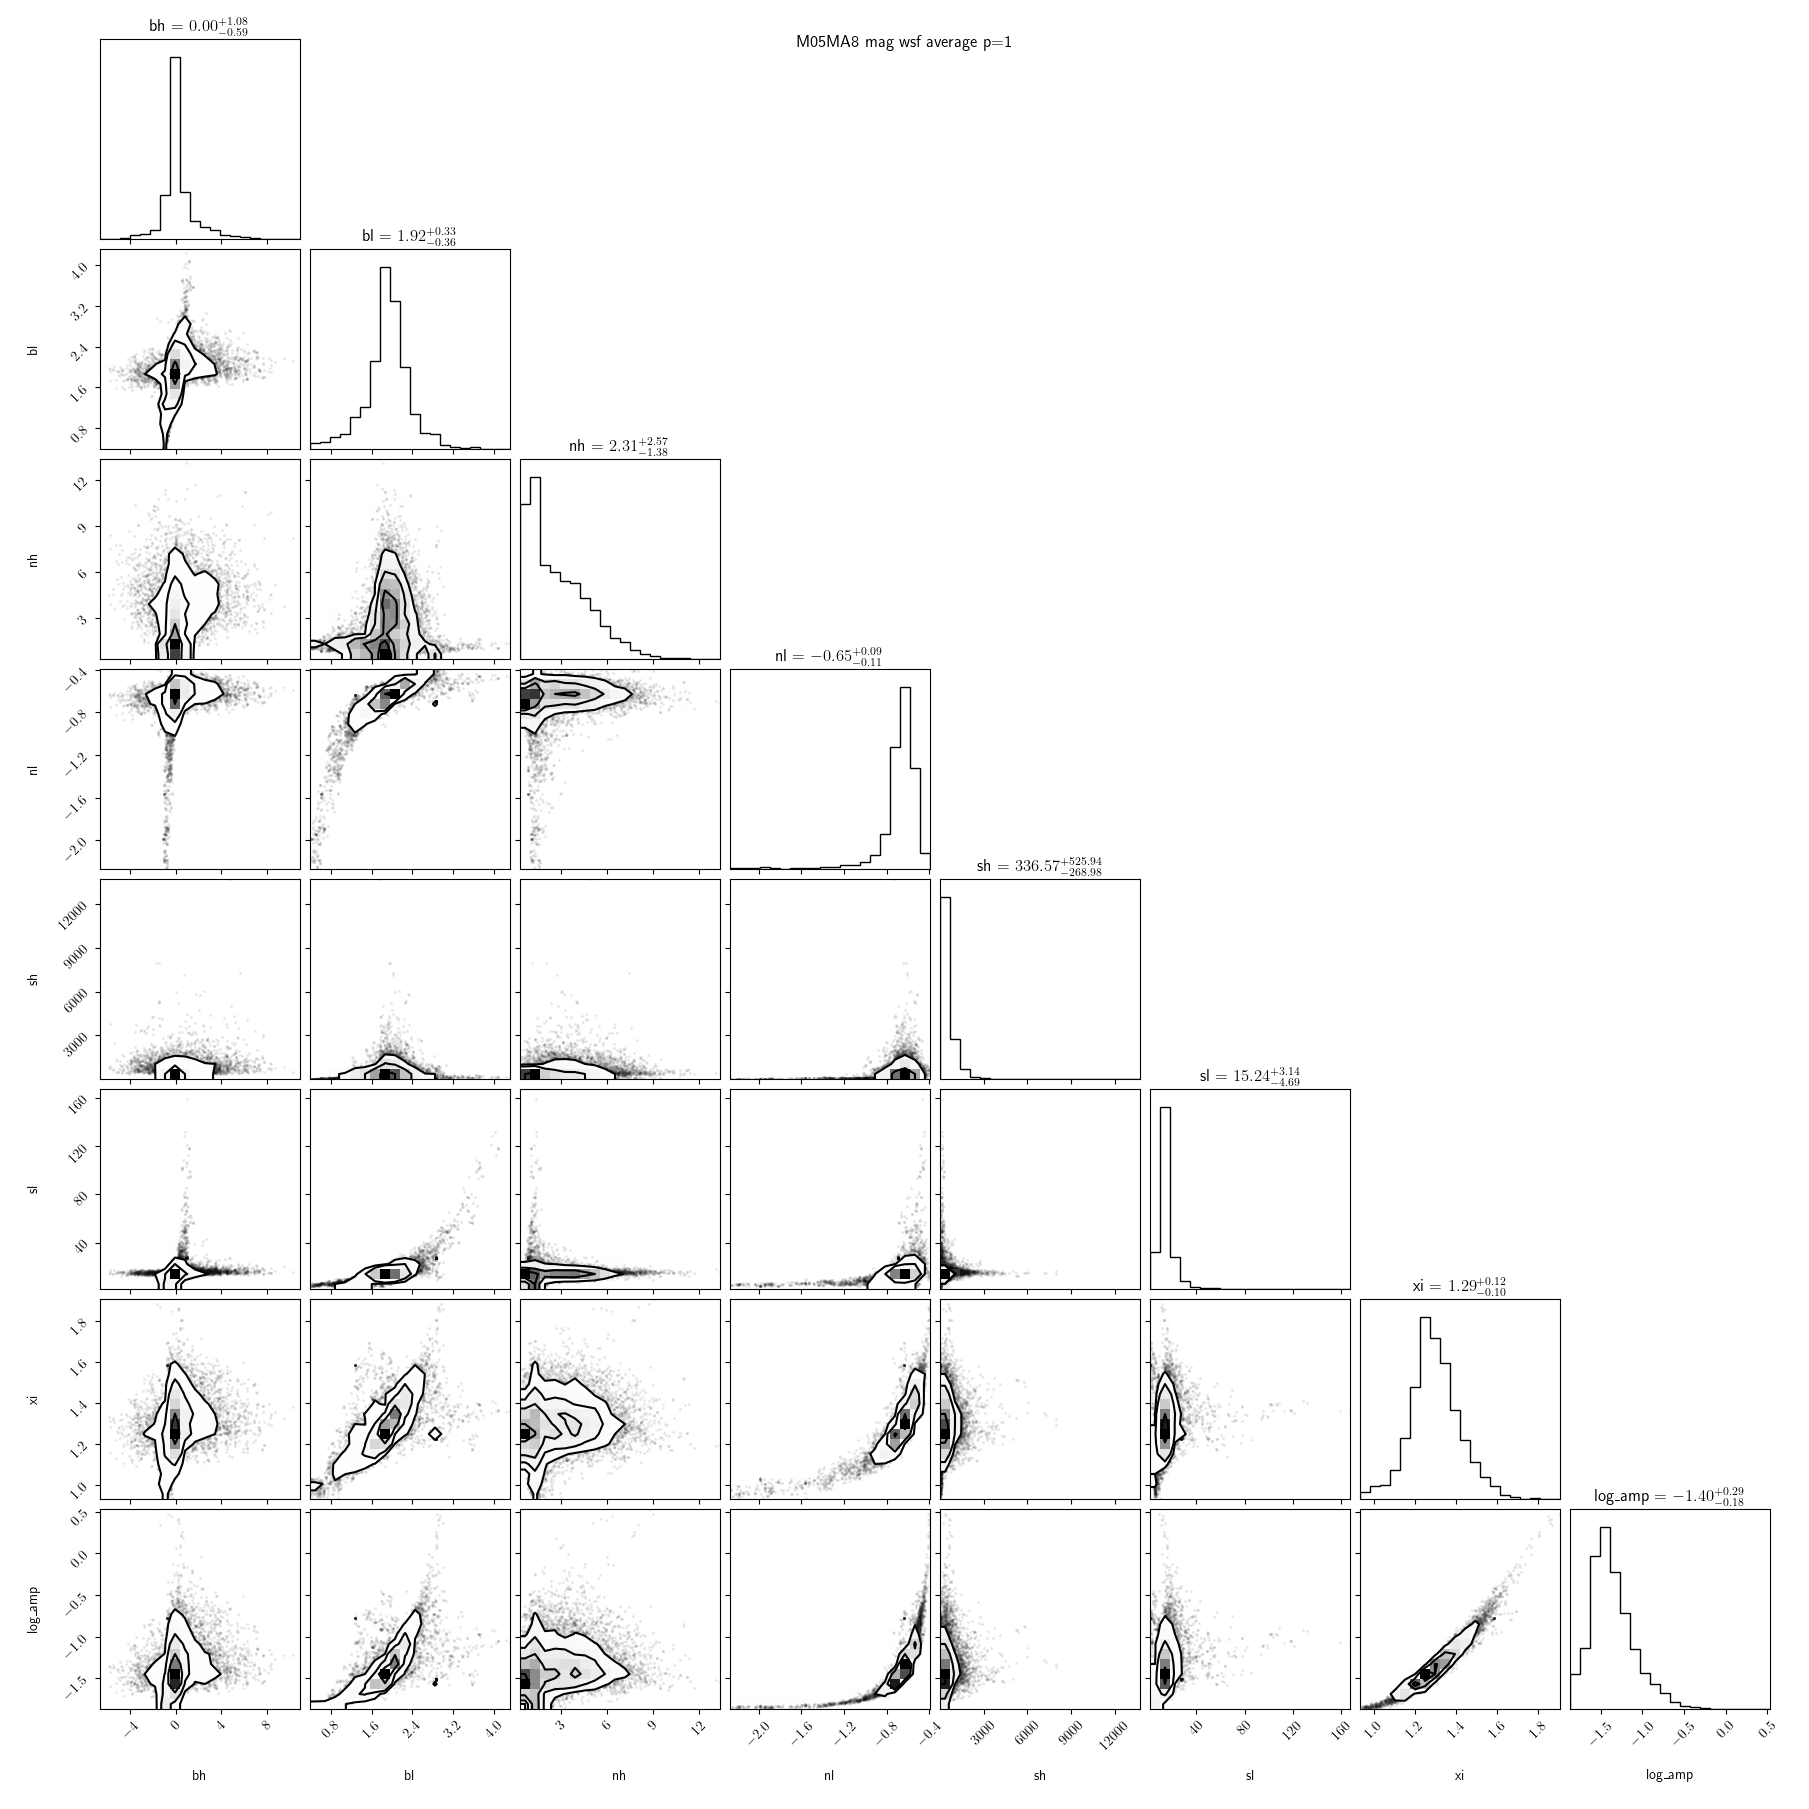 M05MA8 mag wsf average p=1
bh = 0.00^{+1.08}_{-0.59}
bl = 1.92^{+0.33}_{-0.36}
bl
4.0
3.2
2.4
1.6
0.8
nh = 2.31^{+2.57}_{-1.38}
nh
12
9
6
3
nl = −0.65^{+0.09}_{-0.11}
nl
−0.4
−0.8
−1.2
−1.6
−2.0
sh = 336.57^{+525.94}_{-268.98}
sh
12000
9000
6000
3000
sl = 15.24^{+3.14}_{-4.69}
sl
160
120
80
40
xi = 1.29^{+0.12}_{-0.10}
xi
1.8
1.6
1.4
1.2
1.0
log_amp = −1.40^{+0.29}_{-0.18}
log_amp
0.5
0.0
−0.5
−1.0
−1.5
−4 0 4 8
0.8 1.6 2.4 3.2 4.0
3 6 9 12
−2.0 −1.6 −1.2 −0.8 −0.4
3000 6000 9000 12000
40 80 120 160
1.0 1.2 1.4 1.6 1.8
−1.5 −1.0 −0.5 0.0 0.5
bh bl nh nl sh sl xi log_amp